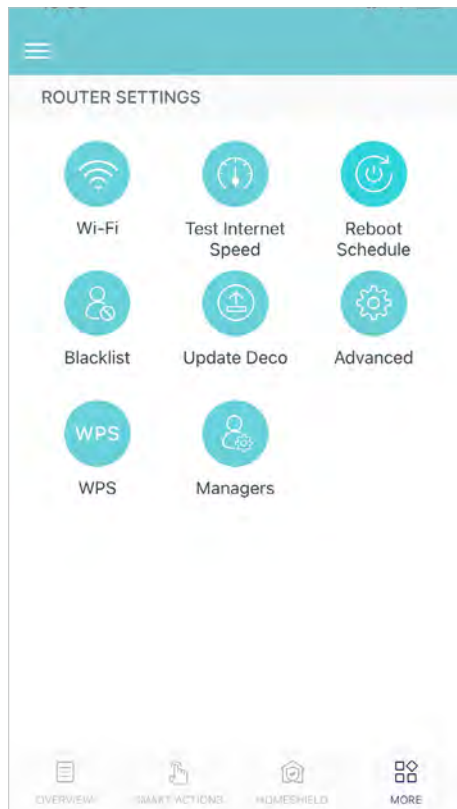 ROUTER SETTINGS
Wi-Fi
Test Internet
Speed
Reboot
Schedule
Blacklist
Update Deco
Advanced
WPS
WPS
Managers
OVERVIEW
SMART ACTIONS
HOMESHIELD
MORE